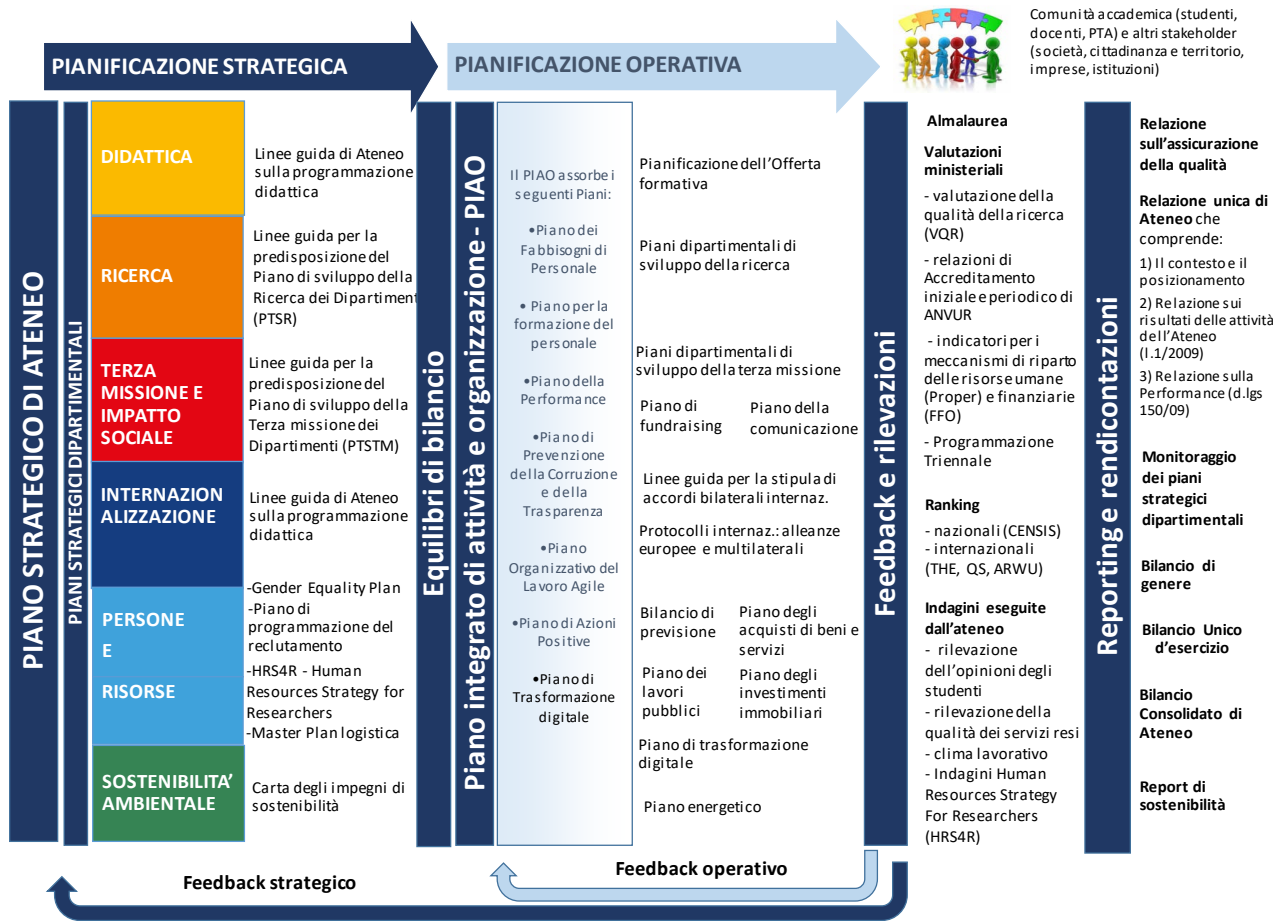 Comunità accademica (studenti,
docenti, PTA) e altri stakeholder
(società, cittadinanza e territorio,
imprese, istituzioni)
PIANIFICAZIONE STRATEGICA
PIANIFICAZIONE OPERATIVA
PIANO STRATEGICO DI ATENEO
PIANI STRATEGICI DIPARTIMENTALI
DIDATTICA
Linee guida di Ateneo
sulla programmazione
didattica
RICERCA
Linee guida per la
predisposizione del
Piano di sviluppo della
Ricerca dei Dipartiment
(PTSR)
TERZA
MISSIONE E
IMPATTO
SOCIALE
Linee guida per la
predisposizione del
Piano di sviluppo della
Terza missione dei
Dipartimenti (PTSTM)
INTERNAZION
ALIZZAZIONE
Linee guida di Ateneo
sulla programmazione
didattica
PERSONE
E
RISORSE
-Gender Equality Plan
-Piano di
programmazione del
reclutamento
-HRS4R - Human
Resources Strategy for
Researchers
-Master Plan logistica
SOSTENIBILITA'
AMBIENTALE
Carta degli impegni di
sostenibilità
Equilibri di bilancio
Piano integrato di attività e organizzazione- PIAO
Il PIAO assorbe i
seguenti Piani:
•Piano dei
Fabbisogni di
Personale
• Piano per la
formazione del
personale
•Piano della
Performance
•Piano di
Prevenzione
della Corruzione
e della
Trasparenza
•Piano
Organizzativo del
Lavoro Agile
•Piano di Azioni
Positive
•Piano di
Trasformazione
digitale
Pianificazione dell'Offerta
formativa
Piani dipartimentali di
sviluppo della ricerca
Piani dipartimentali di
sviluppo della terza missione
Piano di
fundraising
Piano della
comunicazione
Linee guida per la stipula di
accordi bilaterali internaz.
Protocolli internaz.: alleanze
europee e multilaterali
Bilancio di
previsione
Piano degli
acquisti di beni e
servizi
Piano dei
lavori
pubblici
Piano degli
investimenti
immobiliari
Piano di trasformazione
digitale
Piano energetico
Feedback e rilevazioni
Almalaurea
Valutazioni
ministeriali
- valutazione della
qualità della ricerca
(VQR)
- relazioni di
Accreditamento
iniziale e periodico di
ANVUR
- indicatori per i
meccanismi di riparto
delle risorse umane
(Proper) e finanziarie
(FFO)
- Programmazione
Triennale
Ranking
- nazionali (CENSIS)
- internazionali
(THE, QS, ARWU)
Indagini eseguite
dall'ateneo
- rilevazione
dell'opinioni degli
studenti
- rilevazione della
qualità dei servizi resi
- clima lavorativo
- Indagini Human
Resources Strategy
For Researchers
(HRS4R)
Reporting e rendicontazioni
Relazione
sull'assicurazione
della qualità
Relazione unica di
Ateneo che
comprende:
1) Il contesto e il
posizionamento
2) Relazione sui
risultati delle attività
dell'Ateneo
(l.1/2009)
3) Relazione sulla
Performance (d.lgs
150/09)
Monitoraggio
dei piani
strategici
dipartimentali
Bilancio di
genere
Bilancio Unico
d'esercizio
Bilancio
Consolidato di
Ateneo
Report di
sostenibilità
Feedback strategico
Feedback operativo